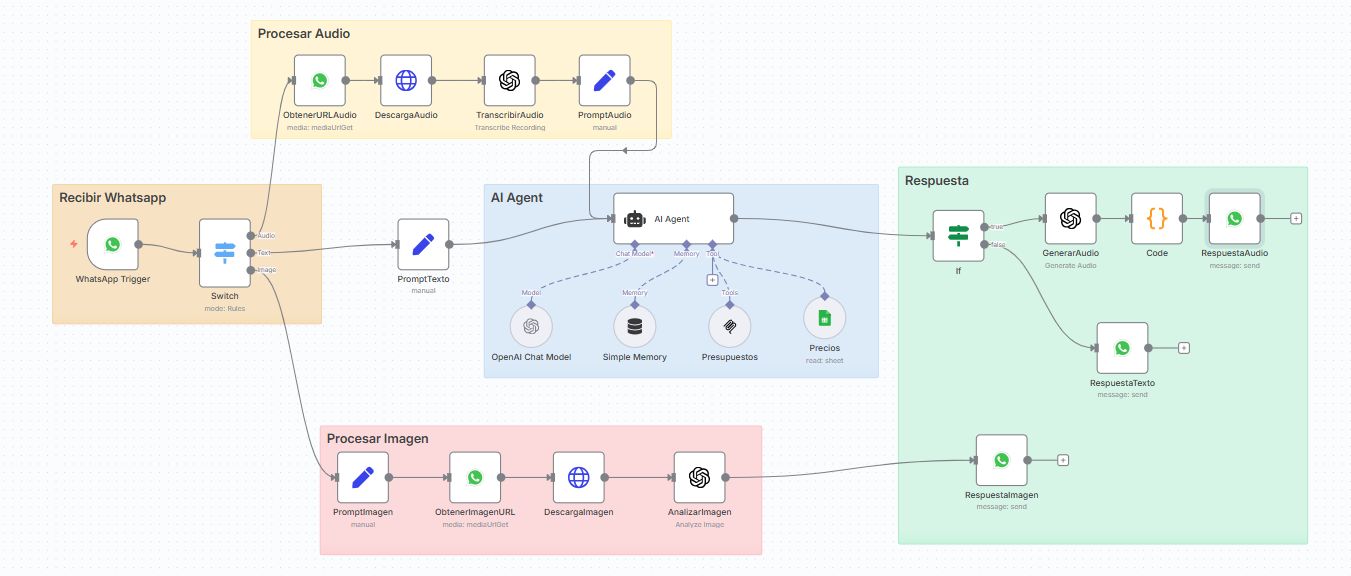 Procesar Audio
ObtenerURLAudio
media: mediaUrlGet
DescargaAudio
TranscribirAudio
Transcribe Recording
PromptAudio
manual
Recibir Whatsapp
WhatsApp Trigger
Switch
mode: Rules
Audio
Text
Image
PromptTexto
manual
AI Agent
AI Agent
Chat Model*
Memory
Tool
Model
Memory
Tools
OpenAI Chat Model
Simple Memory
Presupuestos
Precios
read: sheet
Respuesta
If
true
false
GenerarAudio
Generate Audio
Code
RespuestaAudio
message: send
RespuestaTexto
message: send
RespuestaImagen
message: send
Procesar Imagen
PromptImagen
manual
ObtenerImagenURL
media: mediaUrlGet
DescargaImagen
AnalizarImagen
Analyze Image